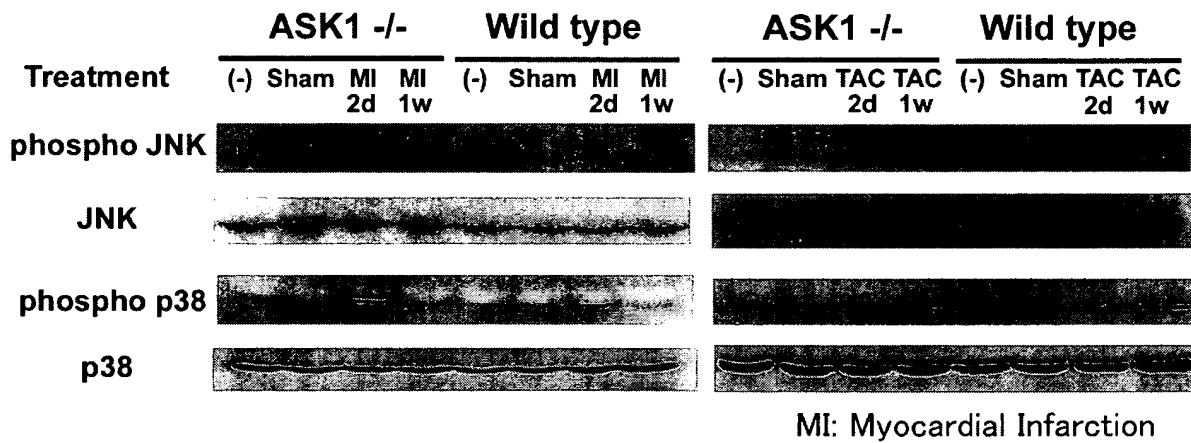 ASK1 -/- Wild type ASK1 -/- Wild type
Treatment (-) Sham MI MI (-) Sham MI MI (-) Sham TAC TAC (-) Sham TAC TAC
2d 1w 2d 1w 2d 1w 2d 1w
phospho JNK
JNK
phospho p38
p38
MI: Myocardial Infarction